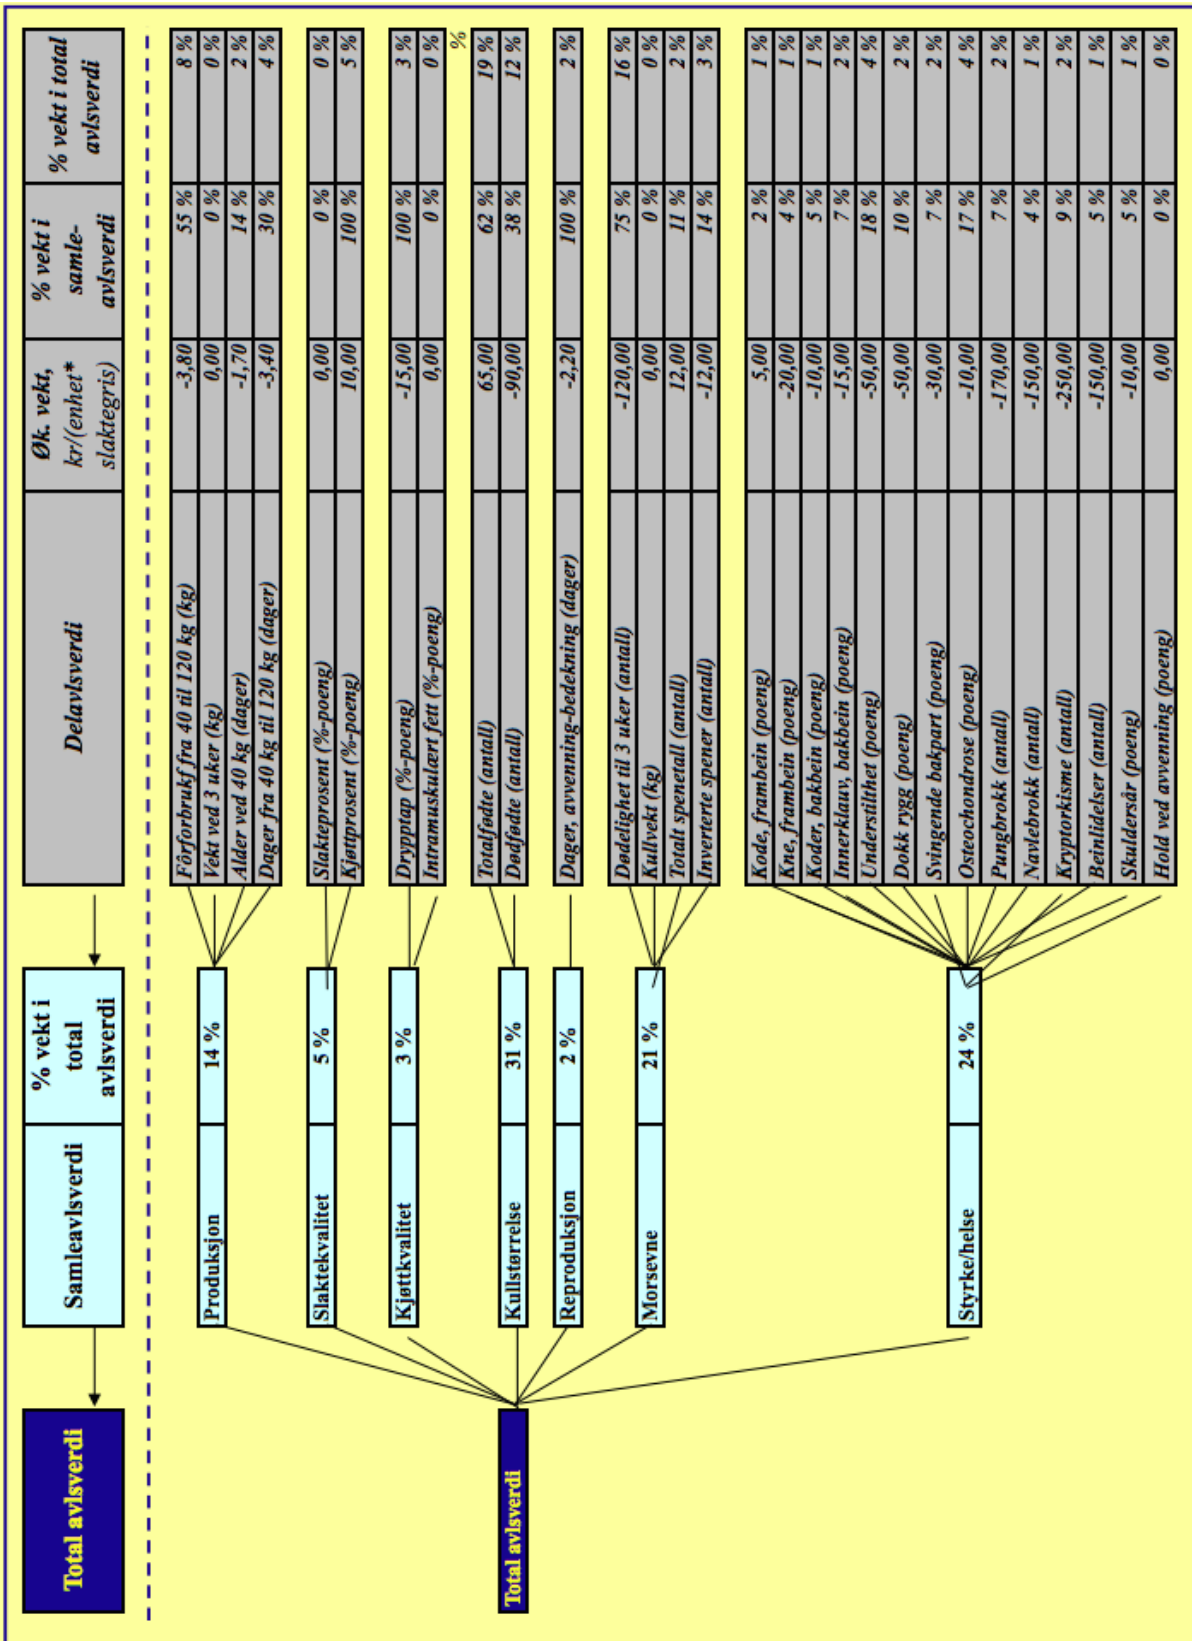 Total avlsverdi
Samleavlsverdi
% vekt i
total
avlsverdi
Delavlsverdi
Øk. vekt,
kr/(enhet*
slaktegris)
% vekt i
samle-
avlsverdi
% vekt i total
avlsverdi
Total avlsverdi
Produksjon 14 %
Fôrforbrukf fra 40 til 120 kg (kg) -3,80 55 % 8 %
Vekt ved 3 uker (kg) 0,00 0 % 0 %
Alder ved 40 kg (dager) -1,70 14 % 2 %
Dager fra 40 kg til 120 kg (dager) -3,40 30 % 4 %
Slaktekvalitet 5 %
Slakteprosent (%-poeng) 0,00 0 % 0 %
Kjøttprosent (%-poeng) 10,00 100 % 5 %
Kjøttkvalitet 3 %
Drypptap (%-poeng) -15,00 100 % 3 %
Intramuskulært fett (%-poeng) 0,00 0 % 0 %
%
Kullstørrelse 31 %
Totalfødte (antall) 65,00 62 % 19 %
Dødfødte (antall) -90,00 38 % 12 %
Reproduksjon 2 %
Dager, avvenning-bedekning (dager) -2,20 100 % 2 %
Morsevne 21 %
Dødelighet til 3 uker (antall) -120,00 75 % 16 %
Kullvekt (kg) 0,00 0 % 0 %
Totalt spenetall (antall) 12,00 11 % 2 %
Inverterte spener (antall) -12,00 14 % 3 %
Styrke/helse 24 %
Kode, frambein (poeng) 5,00 2 % 1 %
Kne, frambein (poeng) -20,00 4 % 1 %
Koder, bakbein (poeng) -10,00 5 % 1 %
Innerklauv, bakbein (poeng) -15,00 7 % 2 %
Understilthet (poeng) -50,00 18 % 4 %
Dokk rygg (poeng) -50,00 10 % 2 %
Svingende bakpart (poeng) -30,00 7 % 2 %
Osteochondrose (poeng) -10,00 17 % 4 %
Pungbrokk (antall) -170,00 7 % 2 %
Navlebrokk (antall) -150,00 4 % 1 %
Kryptorkisme (antall) -250,00 9 % 2 %
Beinlidelser (antall) -150,00 5 % 1 %
Skuldersår (poeng) -10,00 5 % 1 %
Hold ved avvenning (poeng) 0,00 0 % 0 %